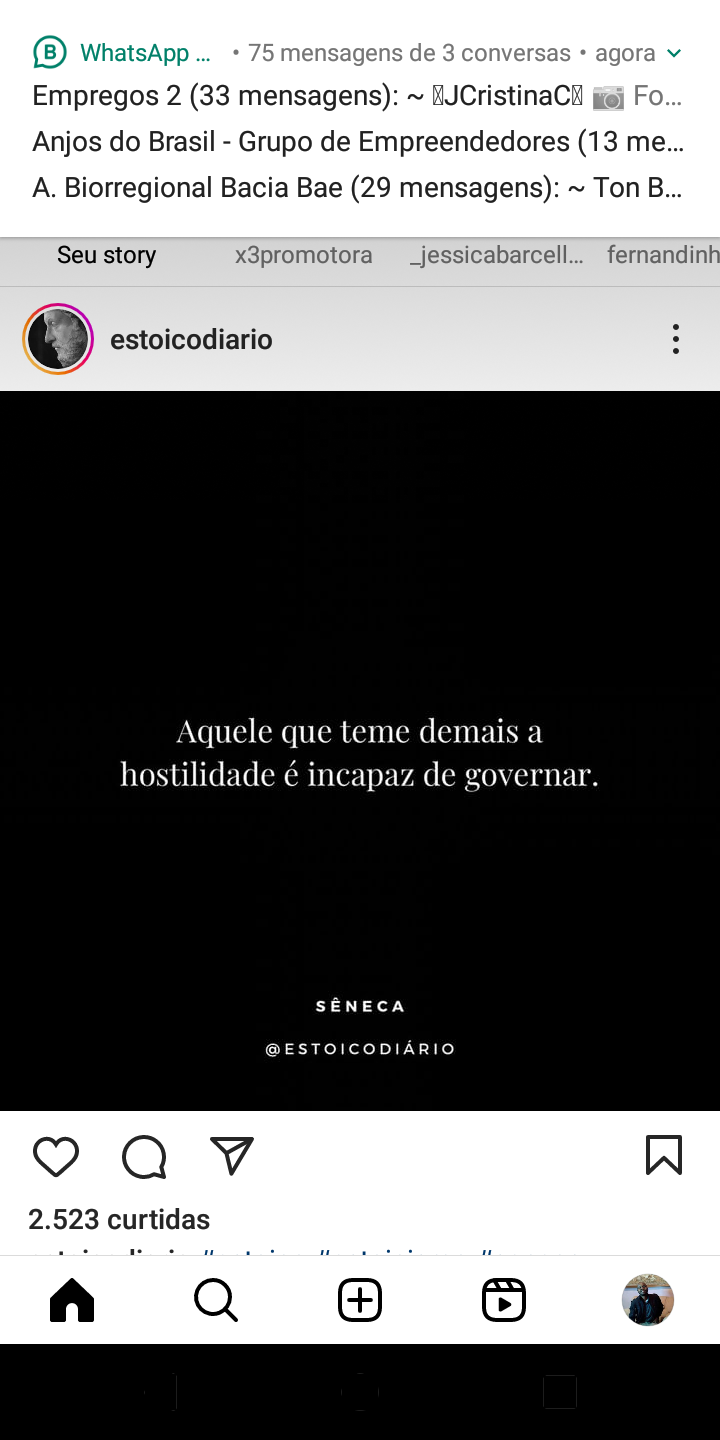 WhatsApp ... • 75 mensagens de 3 conversas • agora
Empregos 2 (33 mensagens): ~ JCristinaC 📷 Fo...
Anjos do Brasil - Grupo de Empreendedores (13 me...
A. Biorregional Bacia Bae (29 mensagens): ~ Ton B...
Seu story x3promotora _jessicabarcell... fernandinh
estoicodiario
Aquele que teme demais a
hostilidade é incapaz de governar.
SÊNECA
@ESTOICODIÁRIO
2.523 curtidas